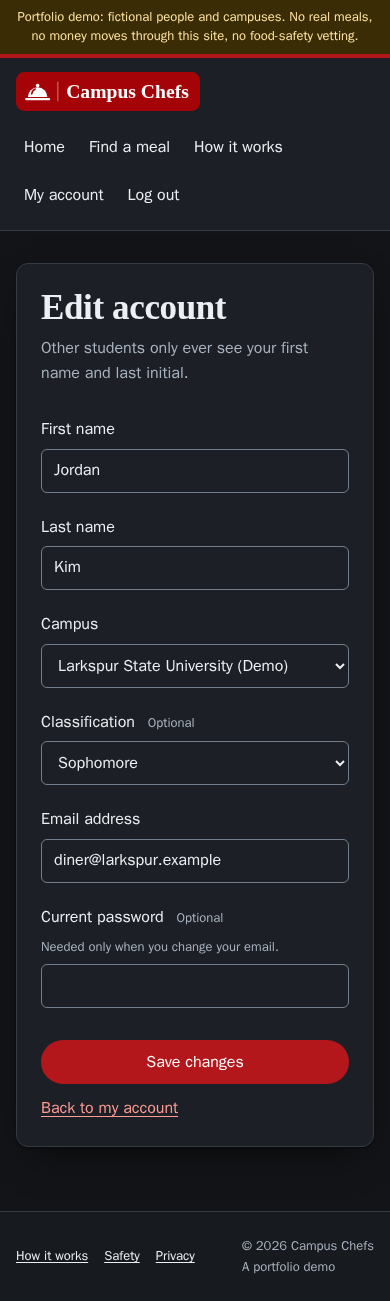 Portfolio demo: fictional people and campuses. No real meals,
no money moves through this site, no food-safety vetting.
Campus Chefs
Home Find a meal How it works
My account Log out
Edit account
Other students only ever see your first
name and last initial.
First name
Jordan
Last name
Kim
Campus
Larkspur State University (Demo)
Classification Optional
Sophomore
Email address
diner@larkspur.example
Current password Optional
Needed only when you change your email.
Save changes
Back to my account
How it works Safety Privacy
© 2026 Campus Chefs
A portfolio demo